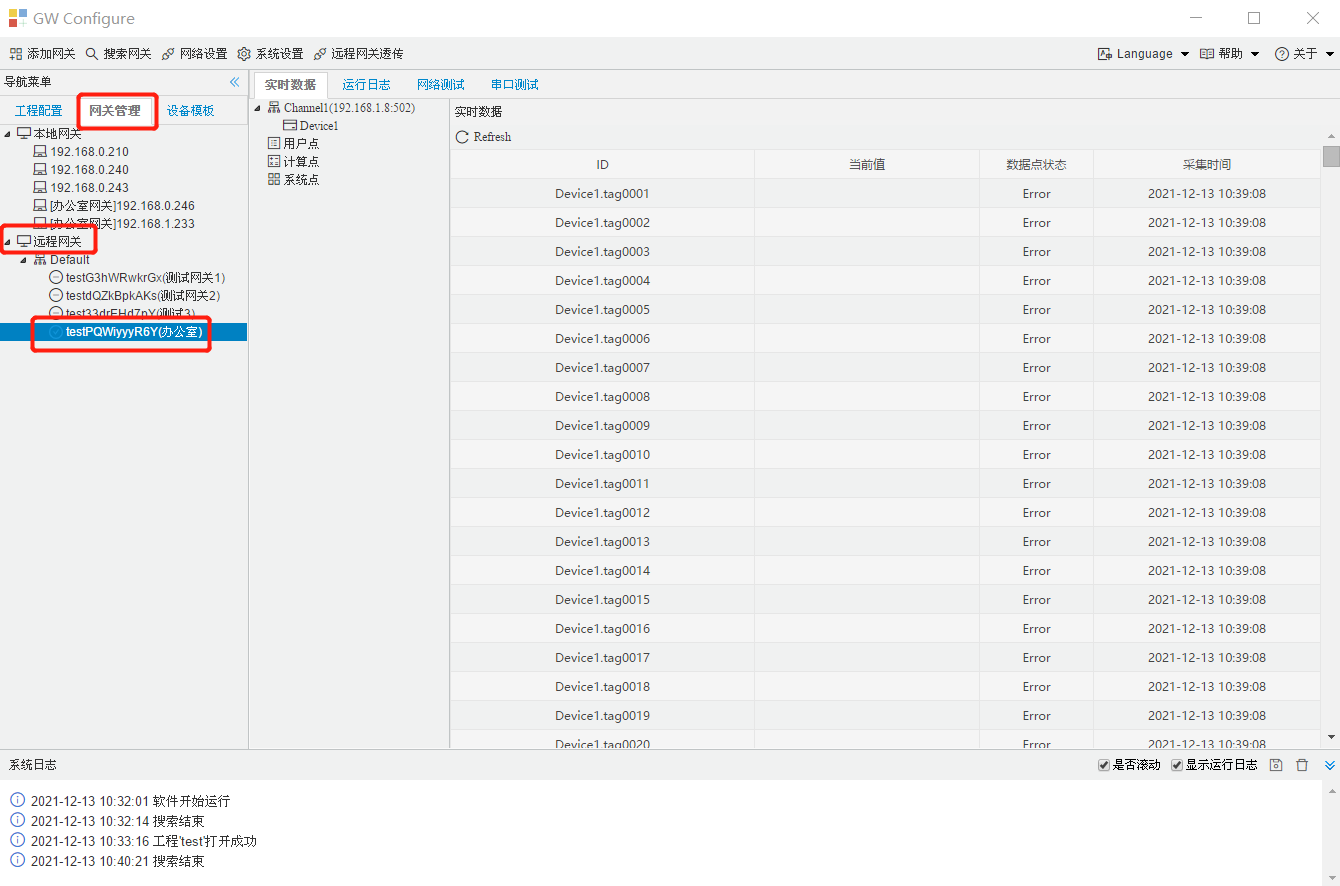 GW Configure
添加网关 搜索网关 网络设置 系统设置 远程网关透传 Language 帮助 关于
导航菜单
工程配置 网关管理 设备模板
本地网关
192.168.0.210
192.168.0.240
192.168.0.243
[办公室网关]192.168.0.246
[办公室网关]192.168.1.233
远程网关
Default
testG3hWRwkrGx(测试网关1)
testdQZkBpkAKs(测试网关2)
test33drEHd7pY(测试3)
testPQWiyyyR6Y(办公室)
实时数据 运行日志 网络测试 串口测试
Channel1(192.168.1.8:502)
Device1
用户点
计算点
系统点
实时数据
Refresh
ID 当前值 数据点状态 采集时间
Device1.tag0001 Error 2021-12-13 10:39:08
Device1.tag0002 Error 2021-12-13 10:39:08
Device1.tag0003 Error 2021-12-13 10:39:08
Device1.tag0004 Error 2021-12-13 10:39:08
Device1.tag0005 Error 2021-12-13 10:39:08
Device1.tag0006 Error 2021-12-13 10:39:08
Device1.tag0007 Error 2021-12-13 10:39:08
Device1.tag0008 Error 2021-12-13 10:39:08
Device1.tag0009 Error 2021-12-13 10:39:08
Device1.tag0010 Error 2021-12-13 10:39:08
Device1.tag0011 Error 2021-12-13 10:39:08
Device1.tag0012 Error 2021-12-13 10:39:08
Device1.tag0013 Error 2021-12-13 10:39:08
Device1.tag0014 Error 2021-12-13 10:39:08
Device1.tag0015 Error 2021-12-13 10:39:08
Device1.tag0016 Error 2021-12-13 10:39:08
Device1.tag0017 Error 2021-12-13 10:39:08
Device1.tag0018 Error 2021-12-13 10:39:08
Device1.tag0019 Error 2021-12-13 10:39:08
Device1.tag0020 Error 2021-12-13 10:39:08
系统日志 是否滚动 显示运行日志
2021-12-13 10:32:01 软件开始运行
2021-12-13 10:32:14 搜索结束
2021-12-13 10:33:16 工程'test'打开成功
2021-12-13 10:40:21 搜索结束